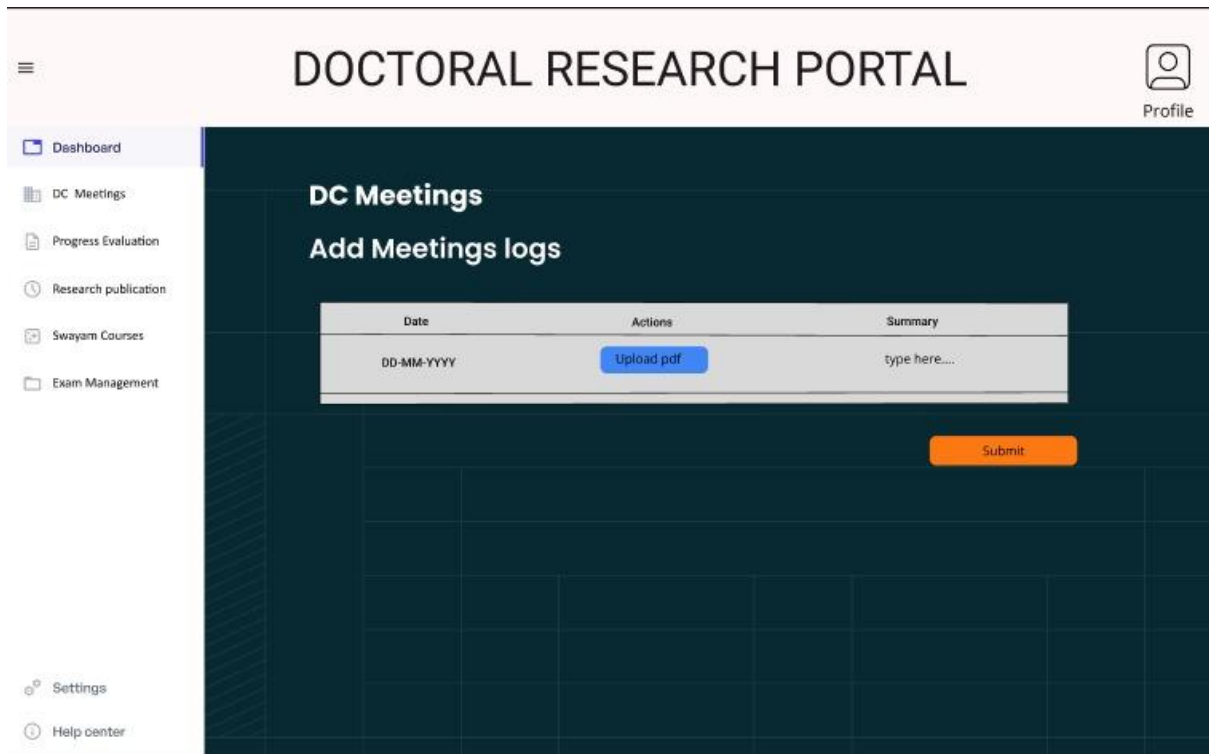 DOCTORAL RESEARCH PORTAL
Profile
Dashboard
DC Meetings
Progress Evaluation
Research publication
Swayam Courses
Exam Management
Settings
Help center
DC Meetings
Add Meetings logs
Date Actions Summary
DD-MM-YYYY Upload pdf type here....
Submit